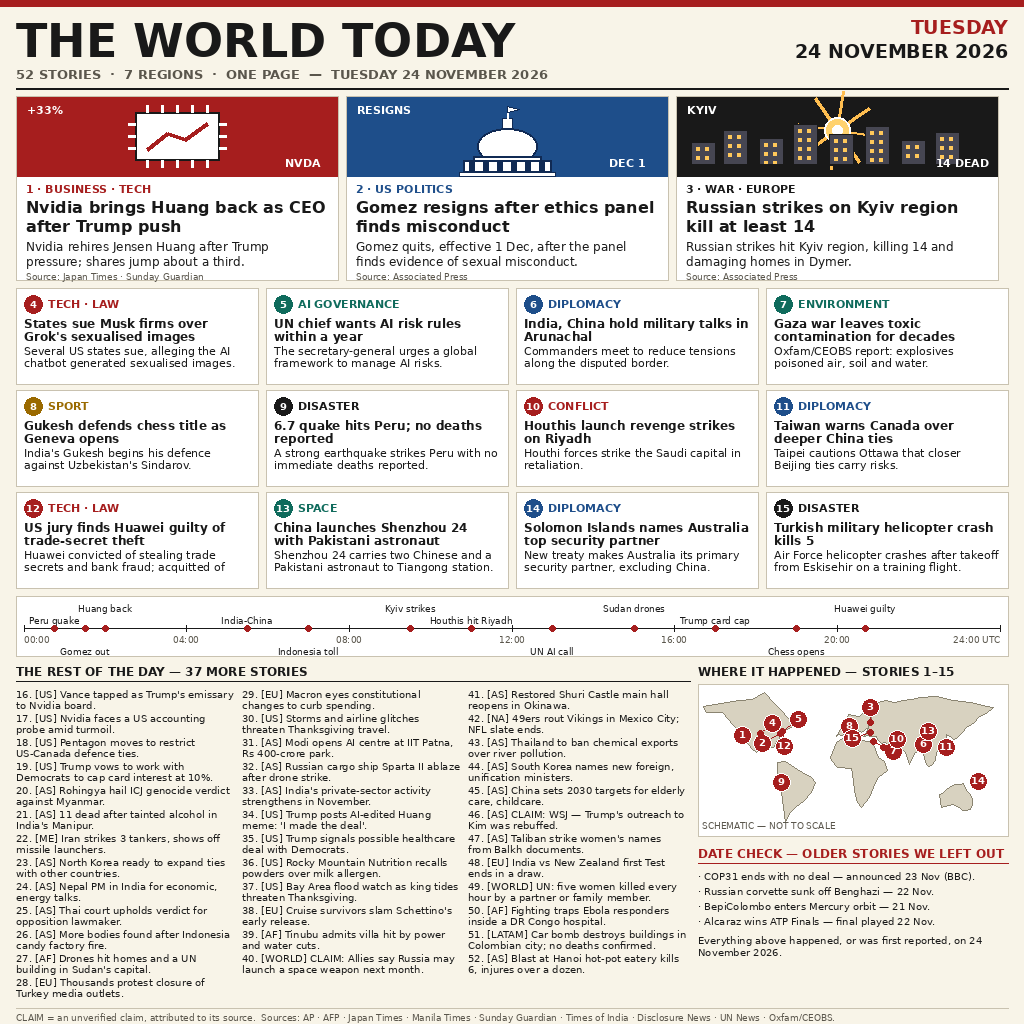 THE WORLD TODAY
TUESDAY
24 NOVEMBER 2026
52 STORIES · 7 REGIONS · ONE PAGE — TUESDAY 24 NOVEMBER 2026
+33%
NVDA
1 · BUSINESS · TECH
Nvidia brings Huang back as CEO
after Trump push
Nvidia rehires Jensen Huang after Trump
pressure; shares jump about a third.
Source: Japan Times · Sunday Guardian
RESIGNS
DEC 1
2 · US POLITICS
Gomez resigns after ethics panel
finds misconduct
Gomez quits, effective 1 Dec, after the panel
finds evidence of sexual misconduct.
Source: Associated Press
KYIV
14 DEAD
3 · WAR · EUROPE
Russian strikes on Kyiv region
kill at least 14
Russian strikes hit Kyiv region, killing 14 and
damaging homes in Dymer.
Source: Associated Press
4 TECH · LAW
States sue Musk firms over
Grok's sexualised images
Several US states sue, alleging the AI
chatbot generated sexualised images.
5 AI GOVERNANCE
UN chief wants AI risk rules
within a year
The secretary-general urges a global
framework to manage AI risks.
6 DIPLOMACY
India, China hold military talks in
Arunachal
Commanders meet to reduce tensions
along the disputed border.
7 ENVIRONMENT
Gaza war leaves toxic
contamination for decades
Oxfam/CEOBS report: explosives
poisoned air, soil and water.
8 SPORT
Gukesh defends chess title as
Geneva opens
India's Gukesh begins his defence
against Uzbekistan's Sindarov.
9 DISASTER
6.7 quake hits Peru; no deaths
reported
A strong earthquake strikes Peru with no
immediate deaths reported.
10 CONFLICT
Houthis launch revenge strikes
on Riyadh
Houthi forces strike the Saudi capital in
retaliation.
11 DIPLOMACY
Taiwan warns Canada over
deeper China ties
Taipei cautions Ottawa that closer
Beijing ties carry risks.
12 TECH · LAW
US jury finds Huawei guilty of
trade-secret theft
Huawei convicted of stealing trade
secrets and bank fraud; acquitted of
13 SPACE
China launches Shenzhou 24
with Pakistani astronaut
Shenzhou 24 carries two Chinese and a
Pakistani astronaut to Tiangong station.
14 DIPLOMACY
Solomon Islands names Australia
top security partner
New treaty makes Australia its primary
security partner, excluding China.
15 DISASTER
Turkish military helicopter crash
kills 5
Air Force helicopter crashes after takeoff
from Eskisehir on a training flight.
Huang back
Kyiv strikes
Sudan drones
Huawei guilty
Peru quake
India-China
Houthis hit Riyadh
Trump card cap
00:00
04:00
08:00
12:00
16:00
20:00
24:00 UTC
Gomez out
Indonesia toll
UN AI call
Chess opens
THE REST OF THE DAY — 37 MORE STORIES
16. [US] Vance tapped as Trump's emissary
to Nvidia board.
17. [US] Nvidia faces a US accounting
probe amid turmoil.
18. [US] Pentagon moves to restrict
US-Canada defence ties.
19. [US] Trump vows to work with
Democrats to cap card interest at 10%.
20. [AS] Rohingya hail ICJ genocide verdict
against Myanmar.
21. [AS] 11 dead after tainted alcohol in
India's Manipur.
22. [ME] Iran strikes 3 tankers, shows off
missile launchers.
23. [AS] North Korea ready to expand ties
with other countries.
24. [AS] Nepal PM in India for economic,
energy talks.
25. [AS] Thai court upholds verdict for
opposition lawmaker.
26. [AS] More bodies found after Indonesia
candy factory fire.
27. [AF] Drones hit homes and a UN
building in Sudan's capital.
28. [EU] Thousands protest closure of
Turkey media outlets.
29. [EU] Macron eyes constitutional
changes to curb spending.
30. [US] Storms and airline glitches
threaten Thanksgiving travel.
31. [AS] Modi opens AI centre at IIT Patna,
Rs 400-crore park.
32. [AS] Russian cargo ship Sparta II ablaze
after drone strike.
33. [AS] India's private-sector activity
strengthens in November.
34. [US] Trump posts AI-edited Huang
meme: 'I made the deal'.
35. [US] Trump signals possible healthcare
deal with Democrats.
36. [US] Rocky Mountain Nutrition recalls
powders over milk allergen.
37. [US] Bay Area flood watch as king tides
threaten Thanksgiving.
38. [EU] Cruise survivors slam Schettino's
early release.
39. [AF] Tinubu admits villa hit by power
and water cuts.
40. [WORLD] CLAIM: Allies say Russia may
launch a space weapon next month.
41. [AS] Restored Shuri Castle main hall
reopens in Okinawa.
42. [NA] 49ers rout Vikings in Mexico City;
NFL slate ends.
43. [AS] Thailand to ban chemical exports
over river pollution.
44. [AS] South Korea names new foreign,
unification ministers.
45. [AS] China sets 2030 targets for elderly
care, childcare.
46. [AS] CLAIM: WSJ — Trump's outreach to
Kim was rebuffed.
47. [AS] Taliban strike women's names
from Balkh documents.
48. [EU] India vs New Zealand first Test
ends in a draw.
49. [WORLD] UN: five women killed every
hour by a partner or family member.
50. [AF] Fighting traps Ebola responders
inside a DR Congo hospital.
51. [LATAM] Car bomb destroys buildings in
Colombian city; no deaths confirmed.
52. [AS] Blast at Hanoi hot-pot eatery kills
6, injures over a dozen.
WHERE IT HAPPENED — STORIES 1–15
1
2
4
5
12
9
3
8
15
7
10
6
13
11
14
SCHEMATIC — NOT TO SCALE
DATE CHECK — OLDER STORIES WE LEFT OUT
· COP31 ends with no deal — announced 23 Nov (BBC).
· Russian corvette sunk off Benghazi — 22 Nov.
· BepiColombo enters Mercury orbit — 21 Nov.
· Alcaraz wins ATP Finals — final played 22 Nov.
Everything above happened, or was first reported, on 24
November 2026.
CLAIM = an unverified claim, attributed to its source. Sources: AP · AFP · Japan Times · Manila Times · Sunday Guardian · Times of India · Disclosure News · UN News · Oxfam/CEOBS.